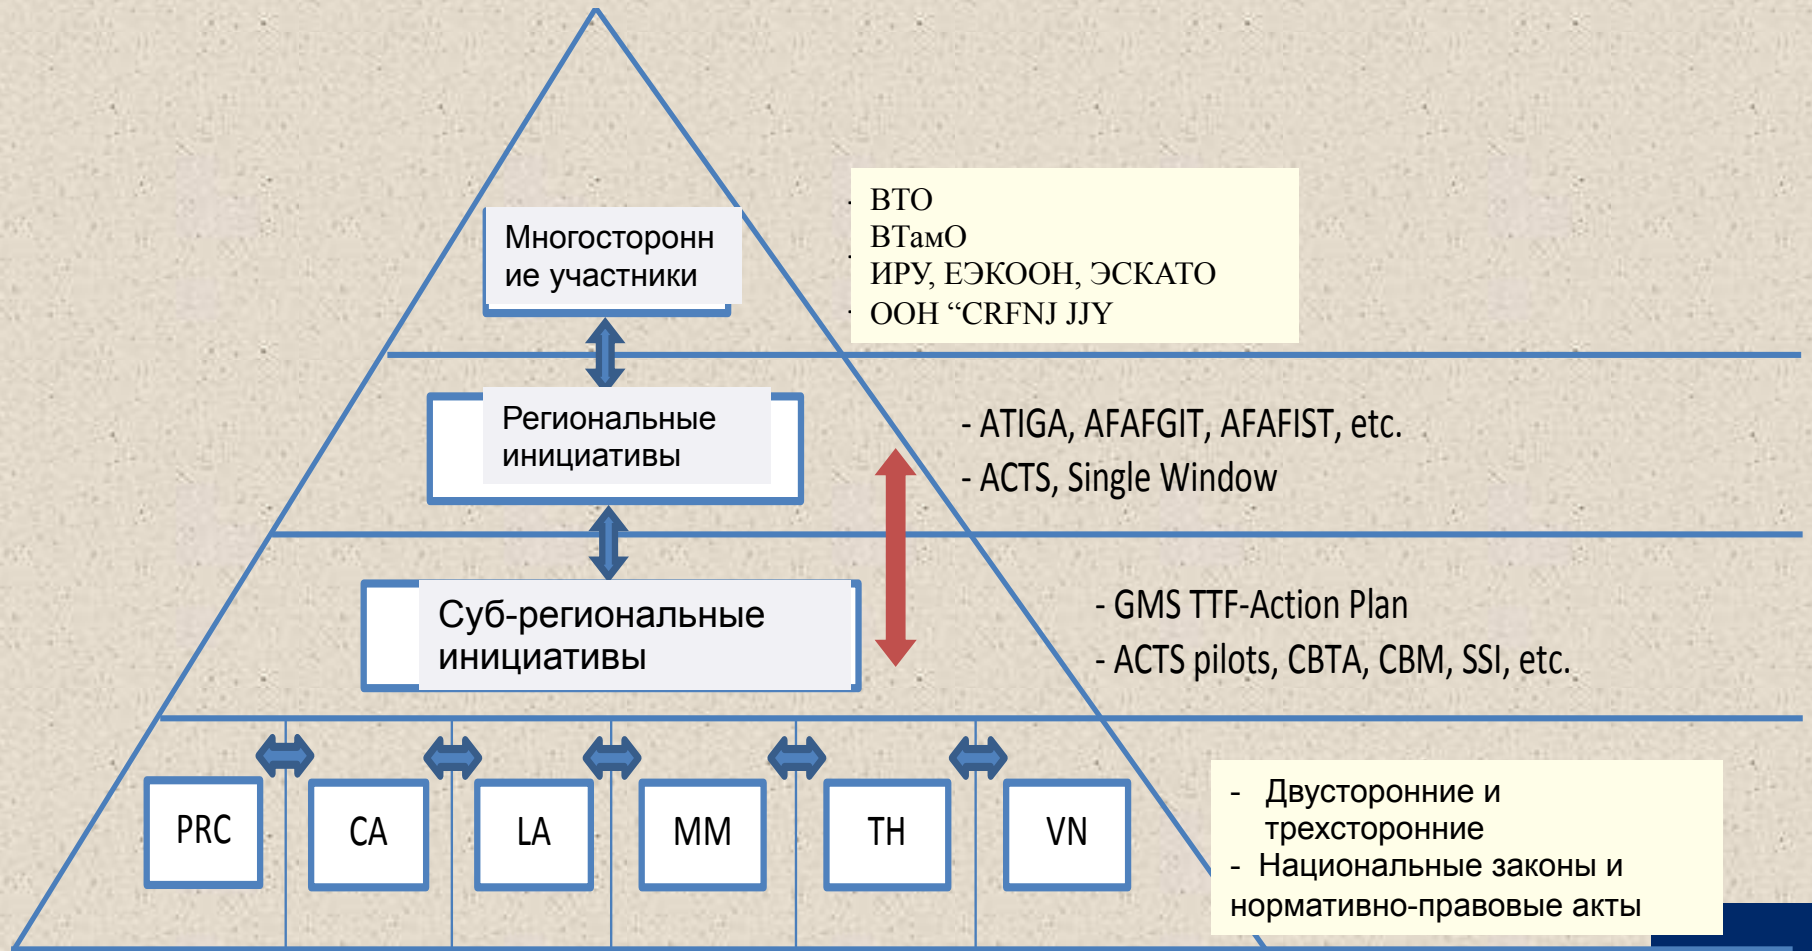 Многосторонн
ие участники
- ВТО
ВТамО
ИРУ, ЕЭКООН, ЭСКАТО
ООН “CRFNJ JJY
Региональные
инициативы
- ATIGA, AFAFGIT, AFAFIST, etc.
- ACTS, Single Window
Суб-региональные
инициативы
- GMS TTF-Action Plan
- ACTS pilots, CBTA, CBM, SSI, etc.
PRC
CA
LA
MM
TH
VN
- Двусторонние и
трехсторонние
- Национальные законы и
нормативно-правовые акты